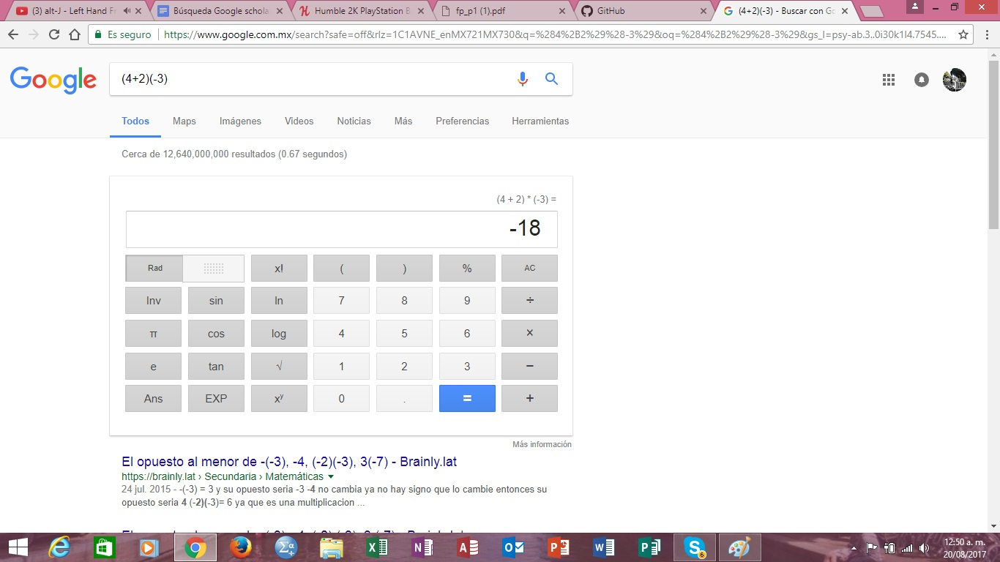 (3) alt-J - Left Hand Fr
Búsqueda Google schola
Humble 2K PlayStation B
fp_p1 (1).pdf
GitHub
(4+2)(-3) - Buscar con Go
Es seguro
https://www.google.com.mx/search?safe=off&rlz=1C1AVNE_enMX721MX730&q=%284%2B2%29%28-3%29&oq=%284%2B2%29%28-3%29&gs_l=psy-ab.3..0i30k1l4.7545....
Google
(4+2)(-3)
Todos Maps Imágenes Videos Noticias Más Preferencias Herramientas
Cerca de 12,640,000,000 resultados (0.67 segundos)
(4 + 2) * (-3) =
-18
Rad x! ( ) % AC
Inv sin ln 7 8 9 ÷
π cos log 4 5 6 ×
e tan √ 1 2 3 −
Ans EXP xʸ 0 . = +
Más información
El opuesto al menor de -(-3), -4, (-2)(-3), 3(-7) - Brainly.lat
https://brainly.lat › Secundaria › Matemáticas
24 jul. 2015 - -(-3) = 3 y su opuesto seria -3 -4 no cambia ya no hay signo que lo cambie entonces su
opuesto seria 4 (-2)(-3)= 6 ya que es una multiplicacion ...
12:50 a. m.
20/08/2017